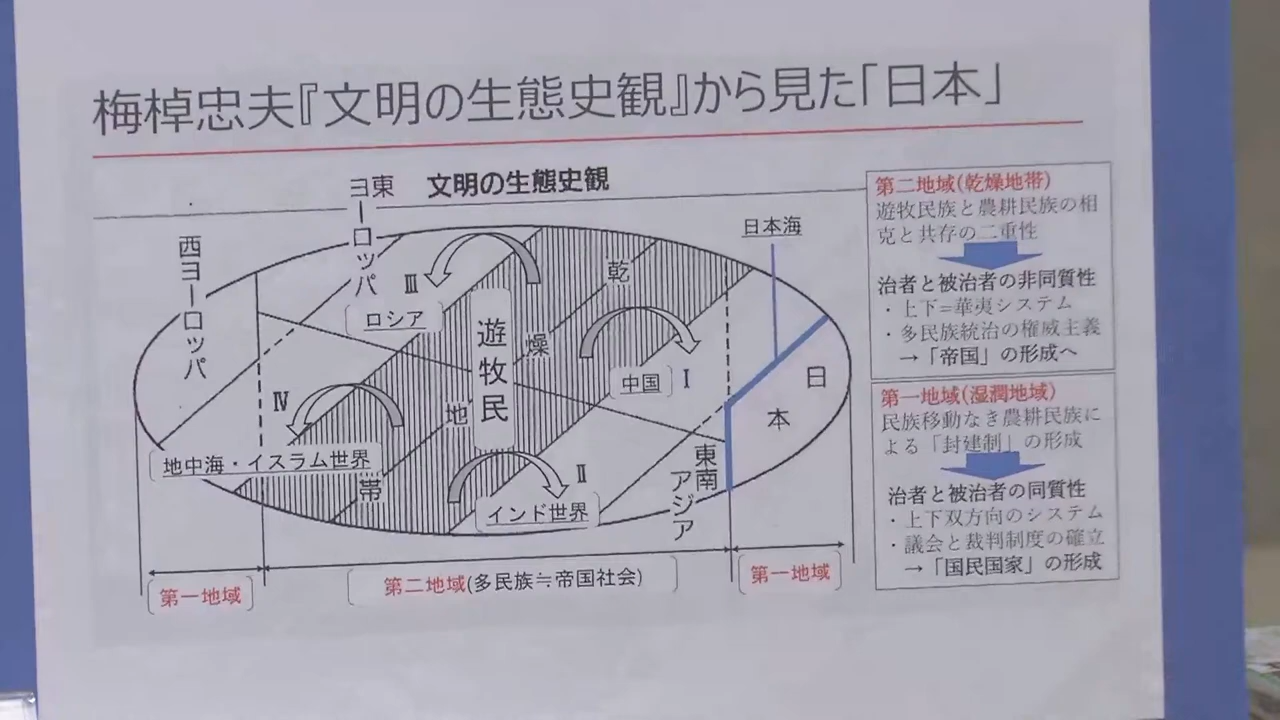 梅棹忠夫『文明の生態史観』から見た「日本」
文明の生態史観
西ヨーロッパ
東ヨーロッパ
日本海
Ⅲ
ロシア
遊牧民
乾燥地帯
中国
Ⅰ
Ⅳ
地中海・イスラム世界
Ⅱ
インド世界
東南アジア
日本
第一地域
第二地域(多民族≒帝国社会)
第一地域
第二地域(乾燥地帯)
遊牧民族と農耕民族の相
克と共存の二重性
治者と被治者の非同質性
・上下=華夷システム
・多民族統治の権威主義
→「帝国」の形成へ
第一地域(湿潤地域)
民族移動なき農耕民族に
よる「封建制」の形成
治者と被治者の同質性
・上下双方向のシステム
・議会と裁判制度の確立
→「国民国家」の形成